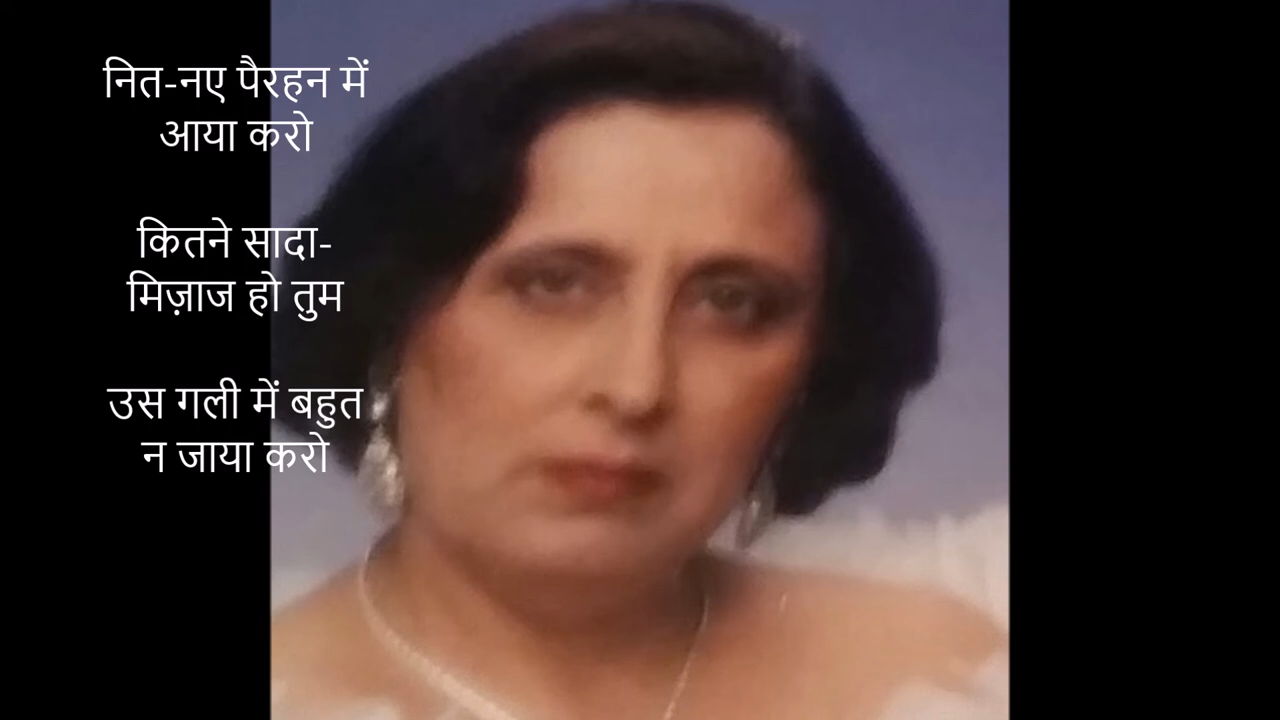 नित-नए पैरहन में
आया करो
कितने सादा-
मिज़ाज हो तुम
उस गली में बहुत
न जाया करो